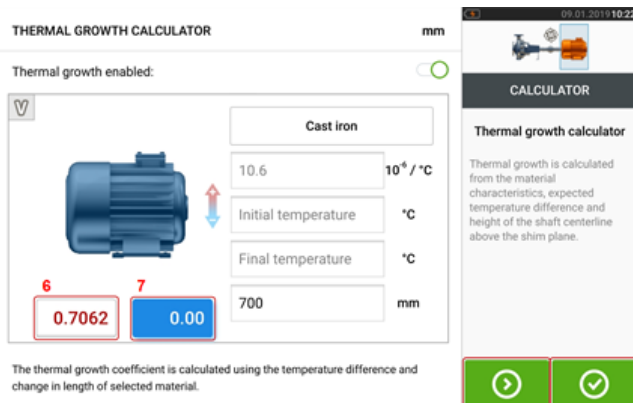 THERMAL GROWTH CALCULATOR
mm
Thermal growth enabled:
V
Cast iron
10.6
10⁻⁶ / °C
Initial temperature
°C
Final temperature
°C
6
7
0.7062
0.00
700
mm
The thermal growth coefficient is calculated using the temperature difference and
change in length of selected material.
09.01.2019 10:23
CALCULATOR
Thermal growth calculator
Thermal growth is calculated
from the material
characteristics, expected
temperature difference and
height of the shaft centerline
above the shim plane.